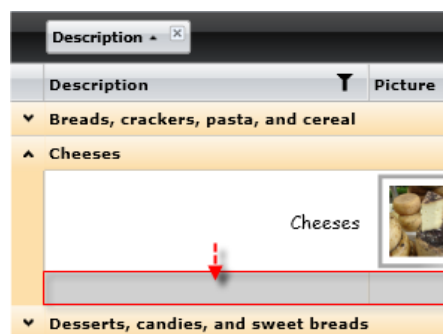 Description
Description Picture
Breads, crackers, pasta, and cereal
Cheeses
Cheeses
Desserts, candies, and sweet breads